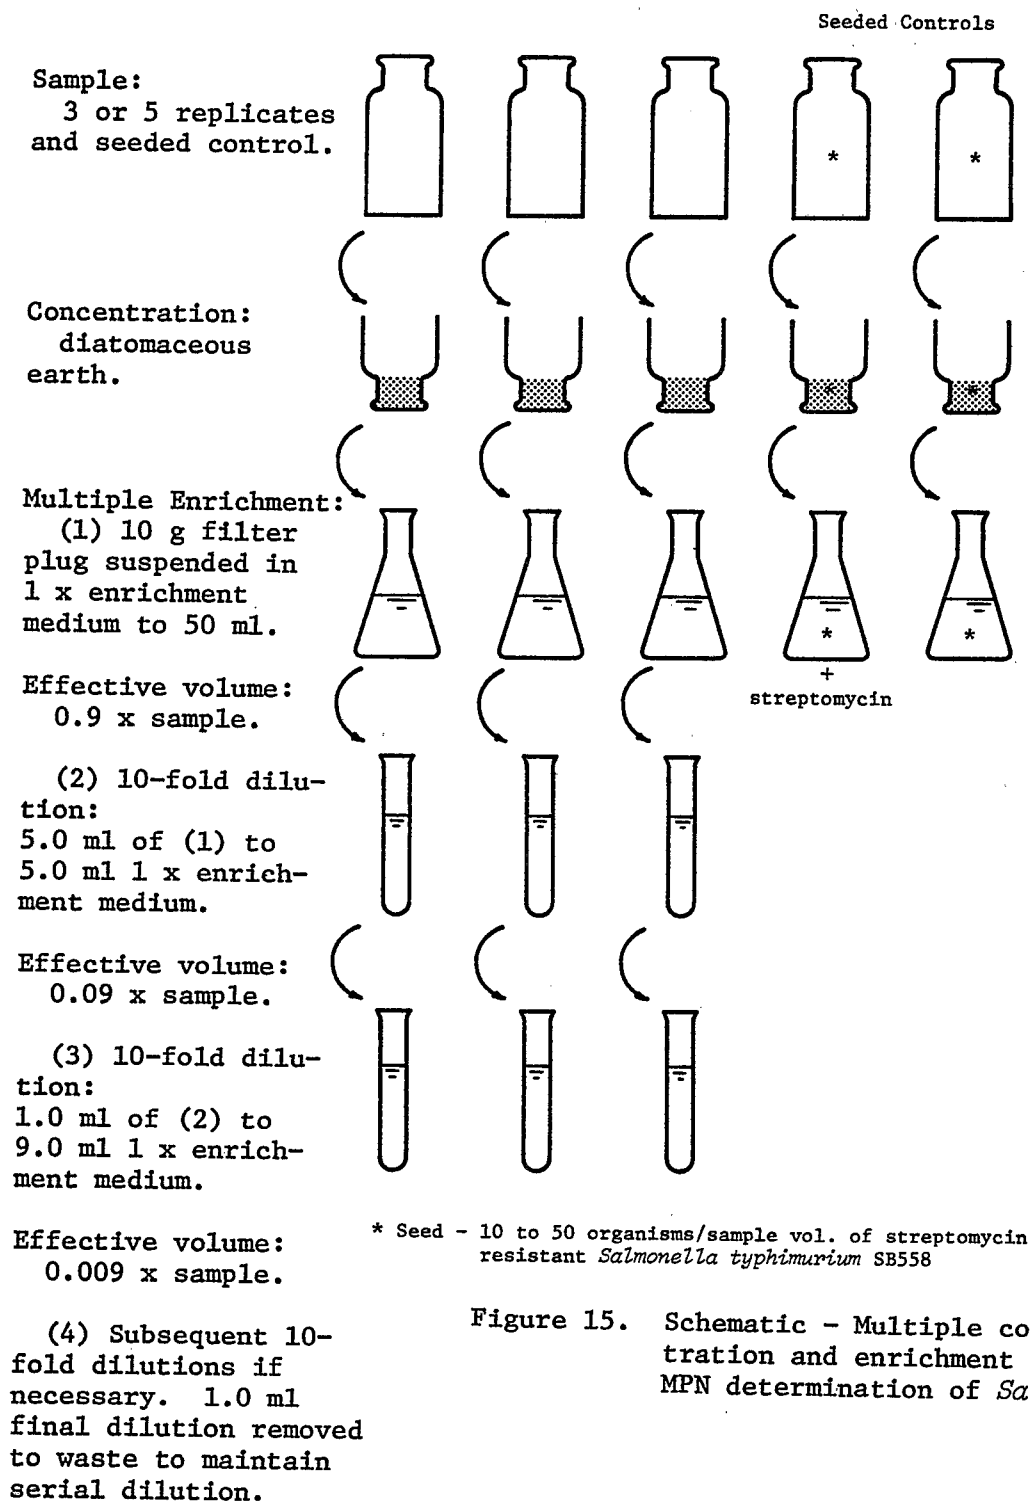 Seeded Controls
Sample:
3 or 5 replicates
and seeded control.
*
*
Concentration:
diatomaceous
earth.
*
*
Multiple Enrichment:
(1) 10 g filter
plug suspended in
1 x enrichment
medium to 50 ml.
*
*
+
streptomycin
Effective volume:
0.9 x sample.
(2) 10-fold dilu-
tion:
5.0 ml of (1) to
5.0 ml 1 x enrich-
ment medium.
Effective volume:
0.09 x sample.
(3) 10-fold dilu-
tion:
1.0 ml of (2) to
9.0 ml 1 x enrich-
ment medium.
Effective volume:
0.009 x sample.
(4) Subsequent 10-
fold dilutions if
necessary. 1.0 ml
final dilution removed
to waste to maintain
serial dilution.
* Seed - 10 to 50 organisms/sample vol. of streptomycin
resistant Salmonella typhimurium SB558
Figure 15. Schematic - Multiple co
tration and enrichment
MPN determination of Sa